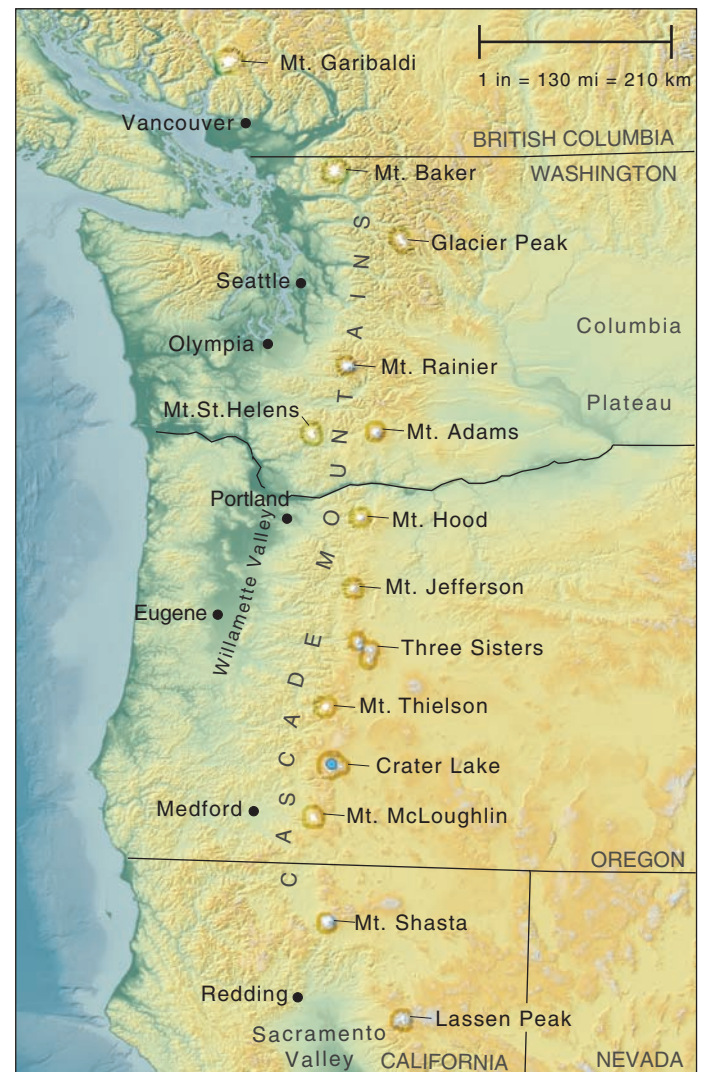 Mt. Garibaldi
1 in = 130 mi = 210 km
Vancouver
BRITISH COLUMBIA
Mt. Baker
WASHINGTON
Glacier Peak
Seattle
Columbia
Olympia
Mt. Rainier
Plateau
Mt.St.Helens
Mt. Adams
Portland
Mt. Hood
Willamette Valley
Mt. Jefferson
Eugene
Three Sisters
CASCADE MOUNTAINS
Mt. Thielson
Crater Lake
Medford
Mt. McLoughlin
OREGON
Mt. Shasta
Redding
Lassen Peak
Sacramento
Valley
CALIFORNIA
NEVADA